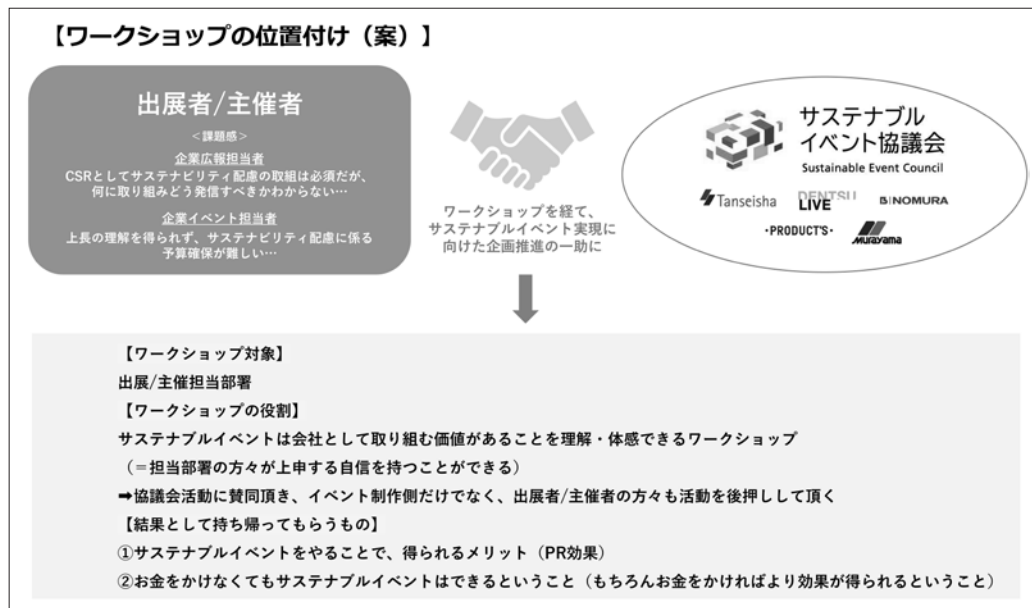 【ワークショップの位置付け（案）】
出展者/主催者
＜課題感＞
企業広報担当者
CSRとしてサステナビリティ配慮の取組は必須だが、
何に取り組みどう発信すべきかわからない…
企業イベント担当者
上長の理解を得られず、サステナビリティ配慮に係る
予算確保が難しい…
ワークショップを経て、
サステナブルイベント実現に
向けた企画推進の一助に
サステナブル
イベント協議会
Sustainable Event Council
Tanseisha
DENTSU
LIVE
NOMURA
・PRODUCT'S・
Murayama
【ワークショップ対象】
出展/主催担当部署
【ワークショップの役割】
サステナブルイベントは会社として取り組む価値があることを理解・体感できるワークショップ
（＝担当部署の方々が上申する自信を持つことができる）
➡協議会活動に賛同頂き、イベント制作側だけでなく、出展者/主催者の方々も活動を後押しして頂く
【結果として持ち帰ってもらうもの】
①サステナブルイベントをやることで、得られるメリット（PR効果）
②お金をかけなくてもサステナブルイベントはできるということ（もちろんお金をかければより効果が得られるということ）